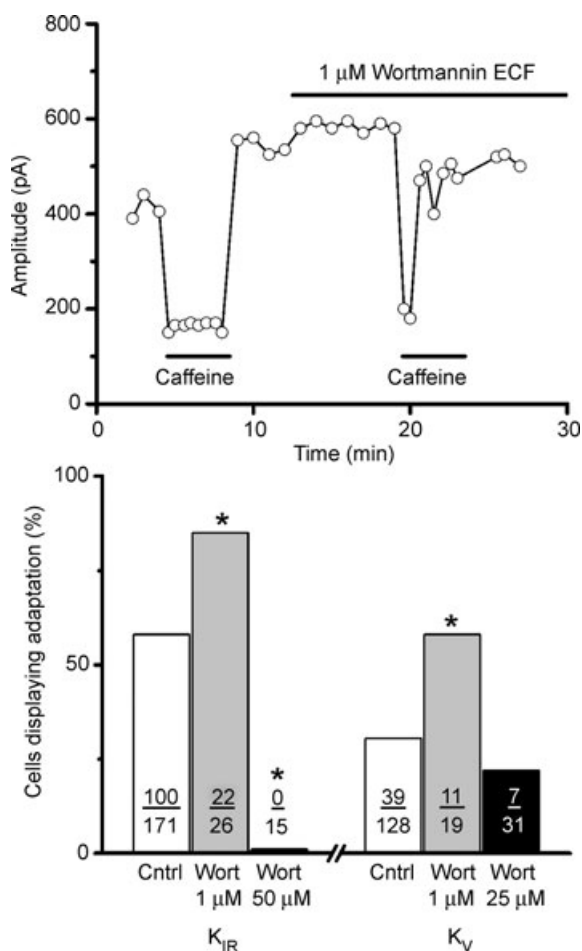 800
1 μM Wortmannin ECF
600
Amplitude (pA)
400
200
Caffeine
Caffeine
0
0
10
20
30
Time (min)
100
*
*
Cells displaying adaptation (%)
50
*
100 22 0 39 11 7
171 26 15 128 19 31
0
Cntrl Wort Wort Cntrl Wort Wort
1 μM 50 μM 1 μM 25 μM
K_IR K_V